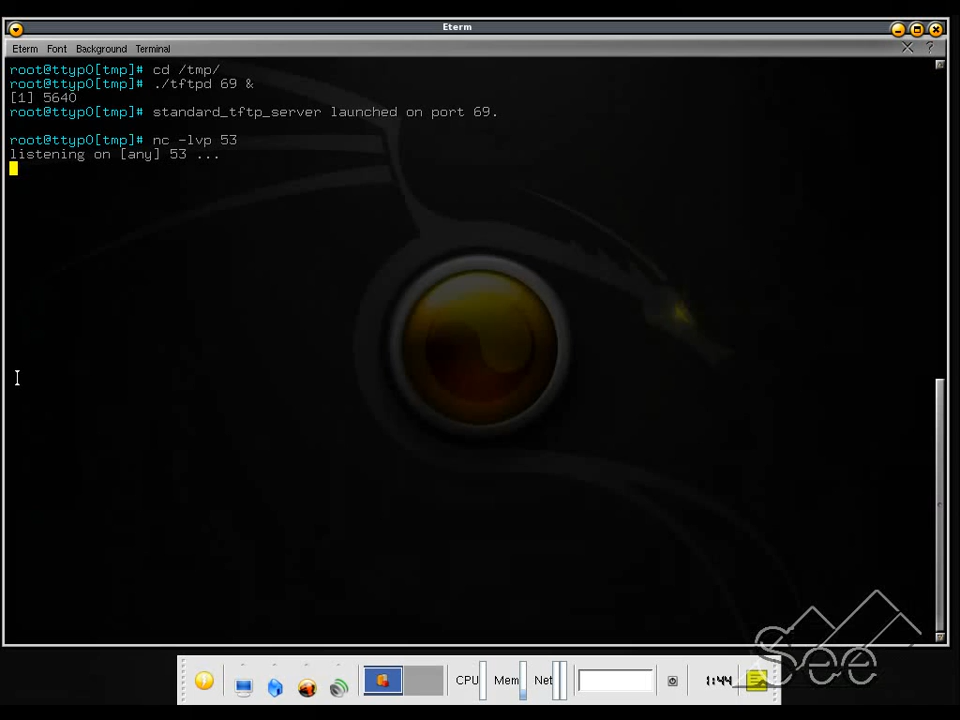 Eterm
Eterm Font Background Terminal
root@ttyp0[tmp]# cd /tmp/
root@ttyp0[tmp]# ./tftpd 69 &
[1] 5640
root@ttyp0[tmp]# standard_tftp_server launched on port 69.
root@ttyp0[tmp]# nc -lvp 53
listening on [any] 53 ...
CPU Mem Net 1:44
See